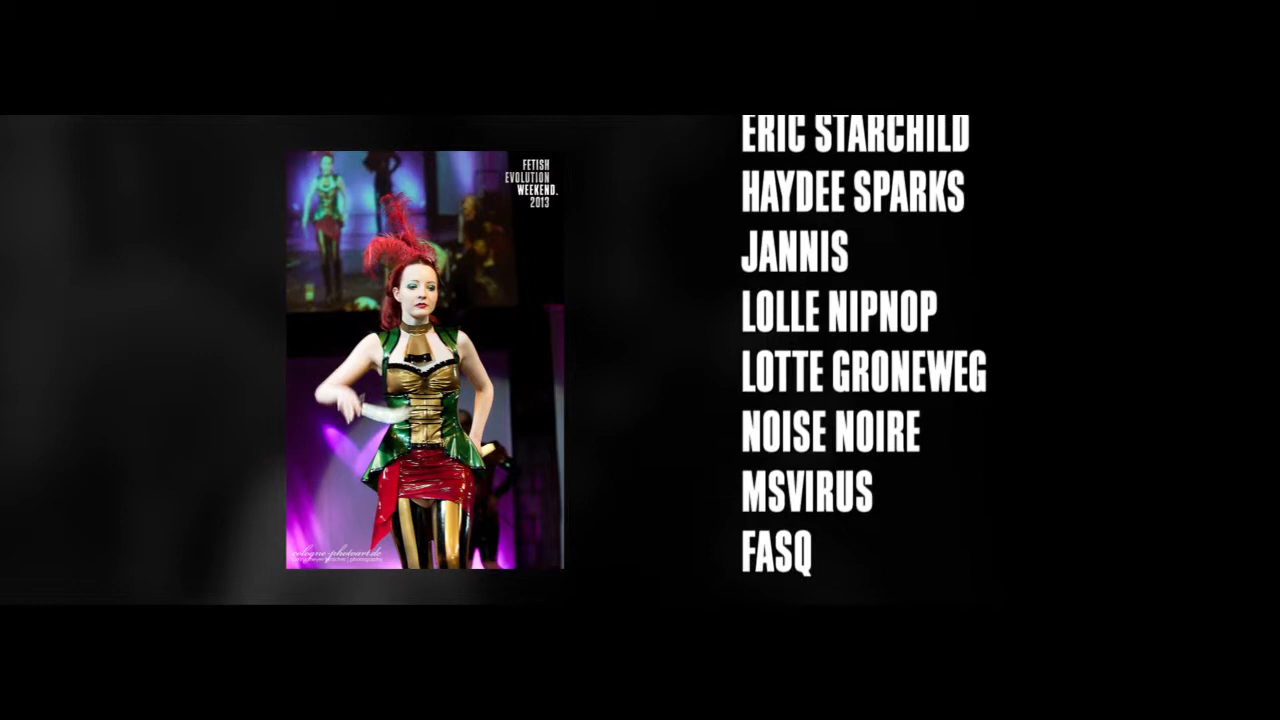 FETISH
EVOLUTION
WEEKEND.
2013
cologne-photoart.de
ERIC STARCHILD
HAYDEE SPARKS
JANNIS
LOLLE NIPNOP
LOTTE GRONEWEG
NOISE NOIRE
MSVIRUS
FASQ